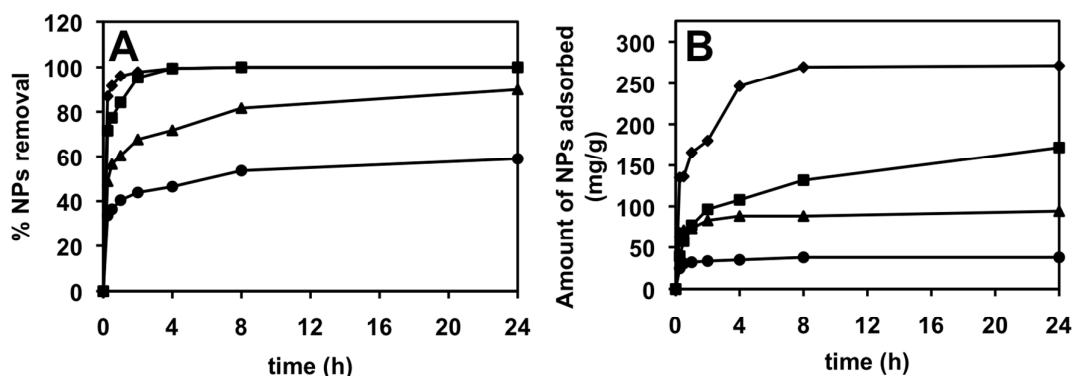 A
% NPs removal
120
100
80
60
40
20
0
0 4 8 12 16 20 24
time (h)
B
Amount of NPs adsorbed
(mg/g)
300
250
200
150
100
50
0
0 4 8 12 16 20 24
time (h)